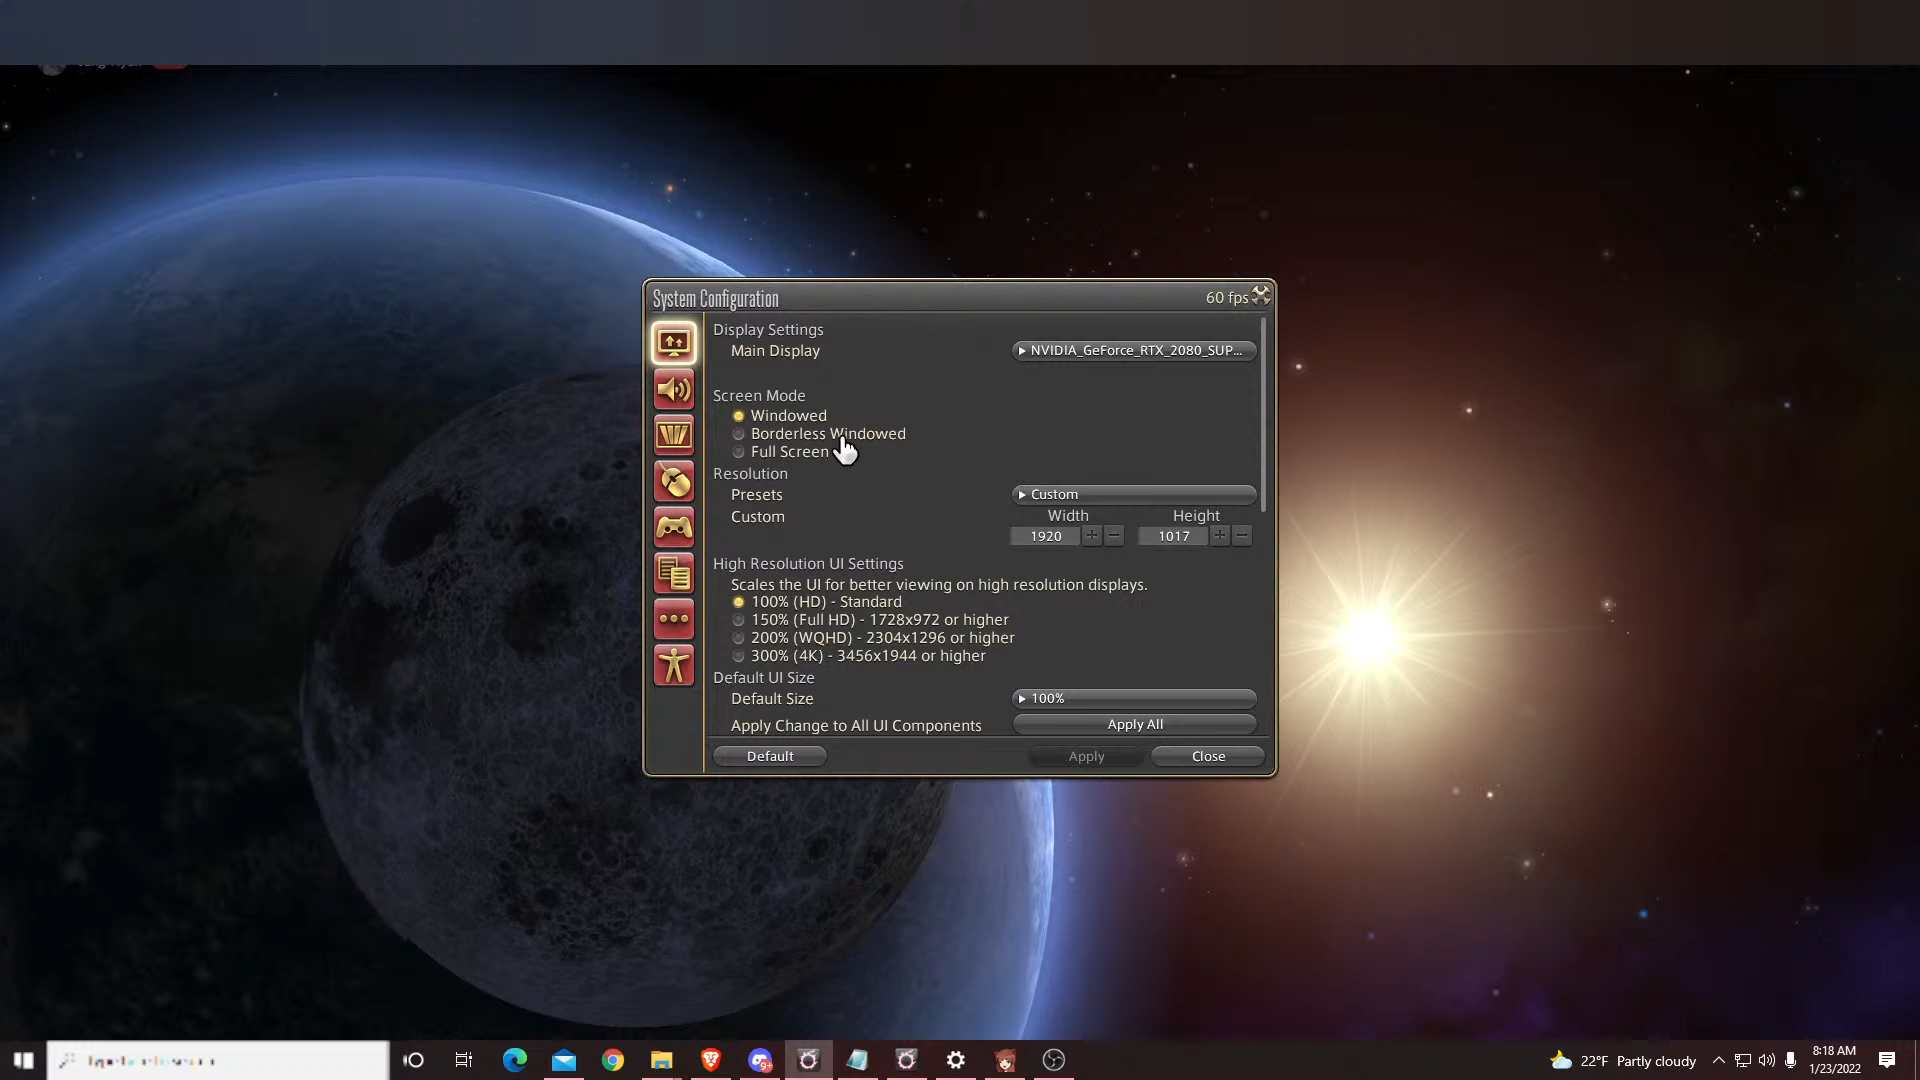 System Configuration
60 fps
Display Settings
Main Display
NVIDIA_GeForce_RTX_2080_SUP...
Screen Mode
Windowed
Borderless Windowed
Full Screen
Resolution
Presets
Custom
Custom
Width
Height
1920
1017
High Resolution UI Settings
Scales the UI for better viewing on high resolution displays.
100% (HD) - Standard
150% (Full HD) - 1728x972 or higher
200% (WQHD) - 2304x1296 or higher
300% (4K) - 3456x1944 or higher
Default UI Size
Default Size
100%
Apply Change to All UI Components
Apply All
Default
Apply
Close
9+
22°F Partly cloudy
8:18 AM
1/23/2022